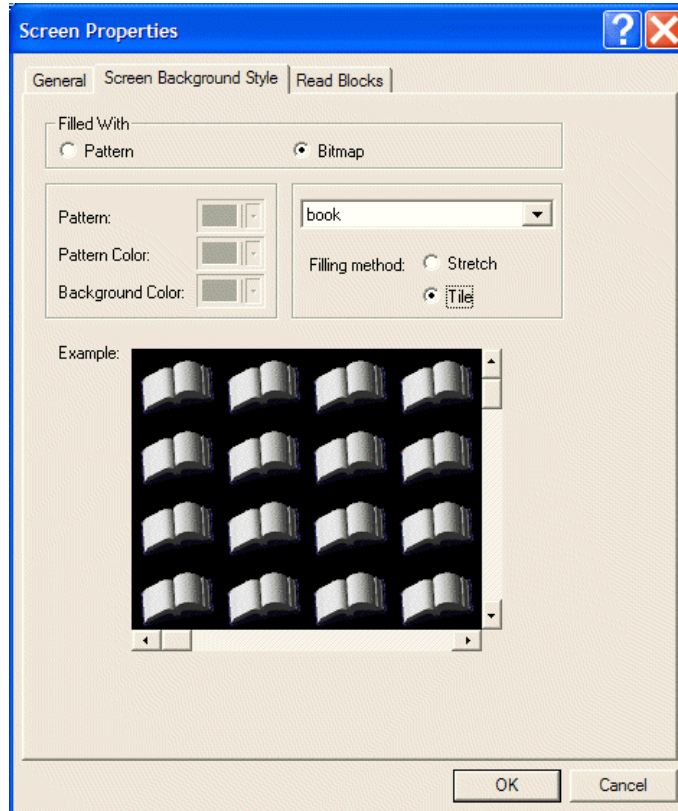 Screen Properties
?
General Screen Background Style Read Blocks
Filled With
Pattern Bitmap
Pattern:
Pattern Color:
Background Color:
book
Filling method: Stretch
Tile
Example:
OK Cancel